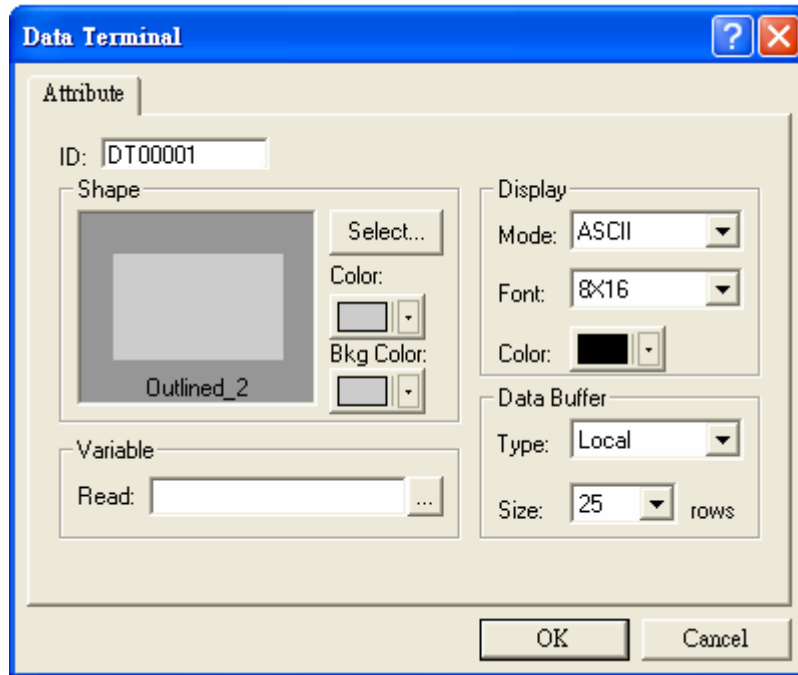 Data Terminal
Attribute
ID: DT00001
Shape
Select...
Color:
Bkg Color:
Outlined_2
Variable
Read:
...
Display
Mode: ASCII
Font: 8X16
Color:
Data Buffer
Type: Local
Size: 25 rows
OK
Cancel